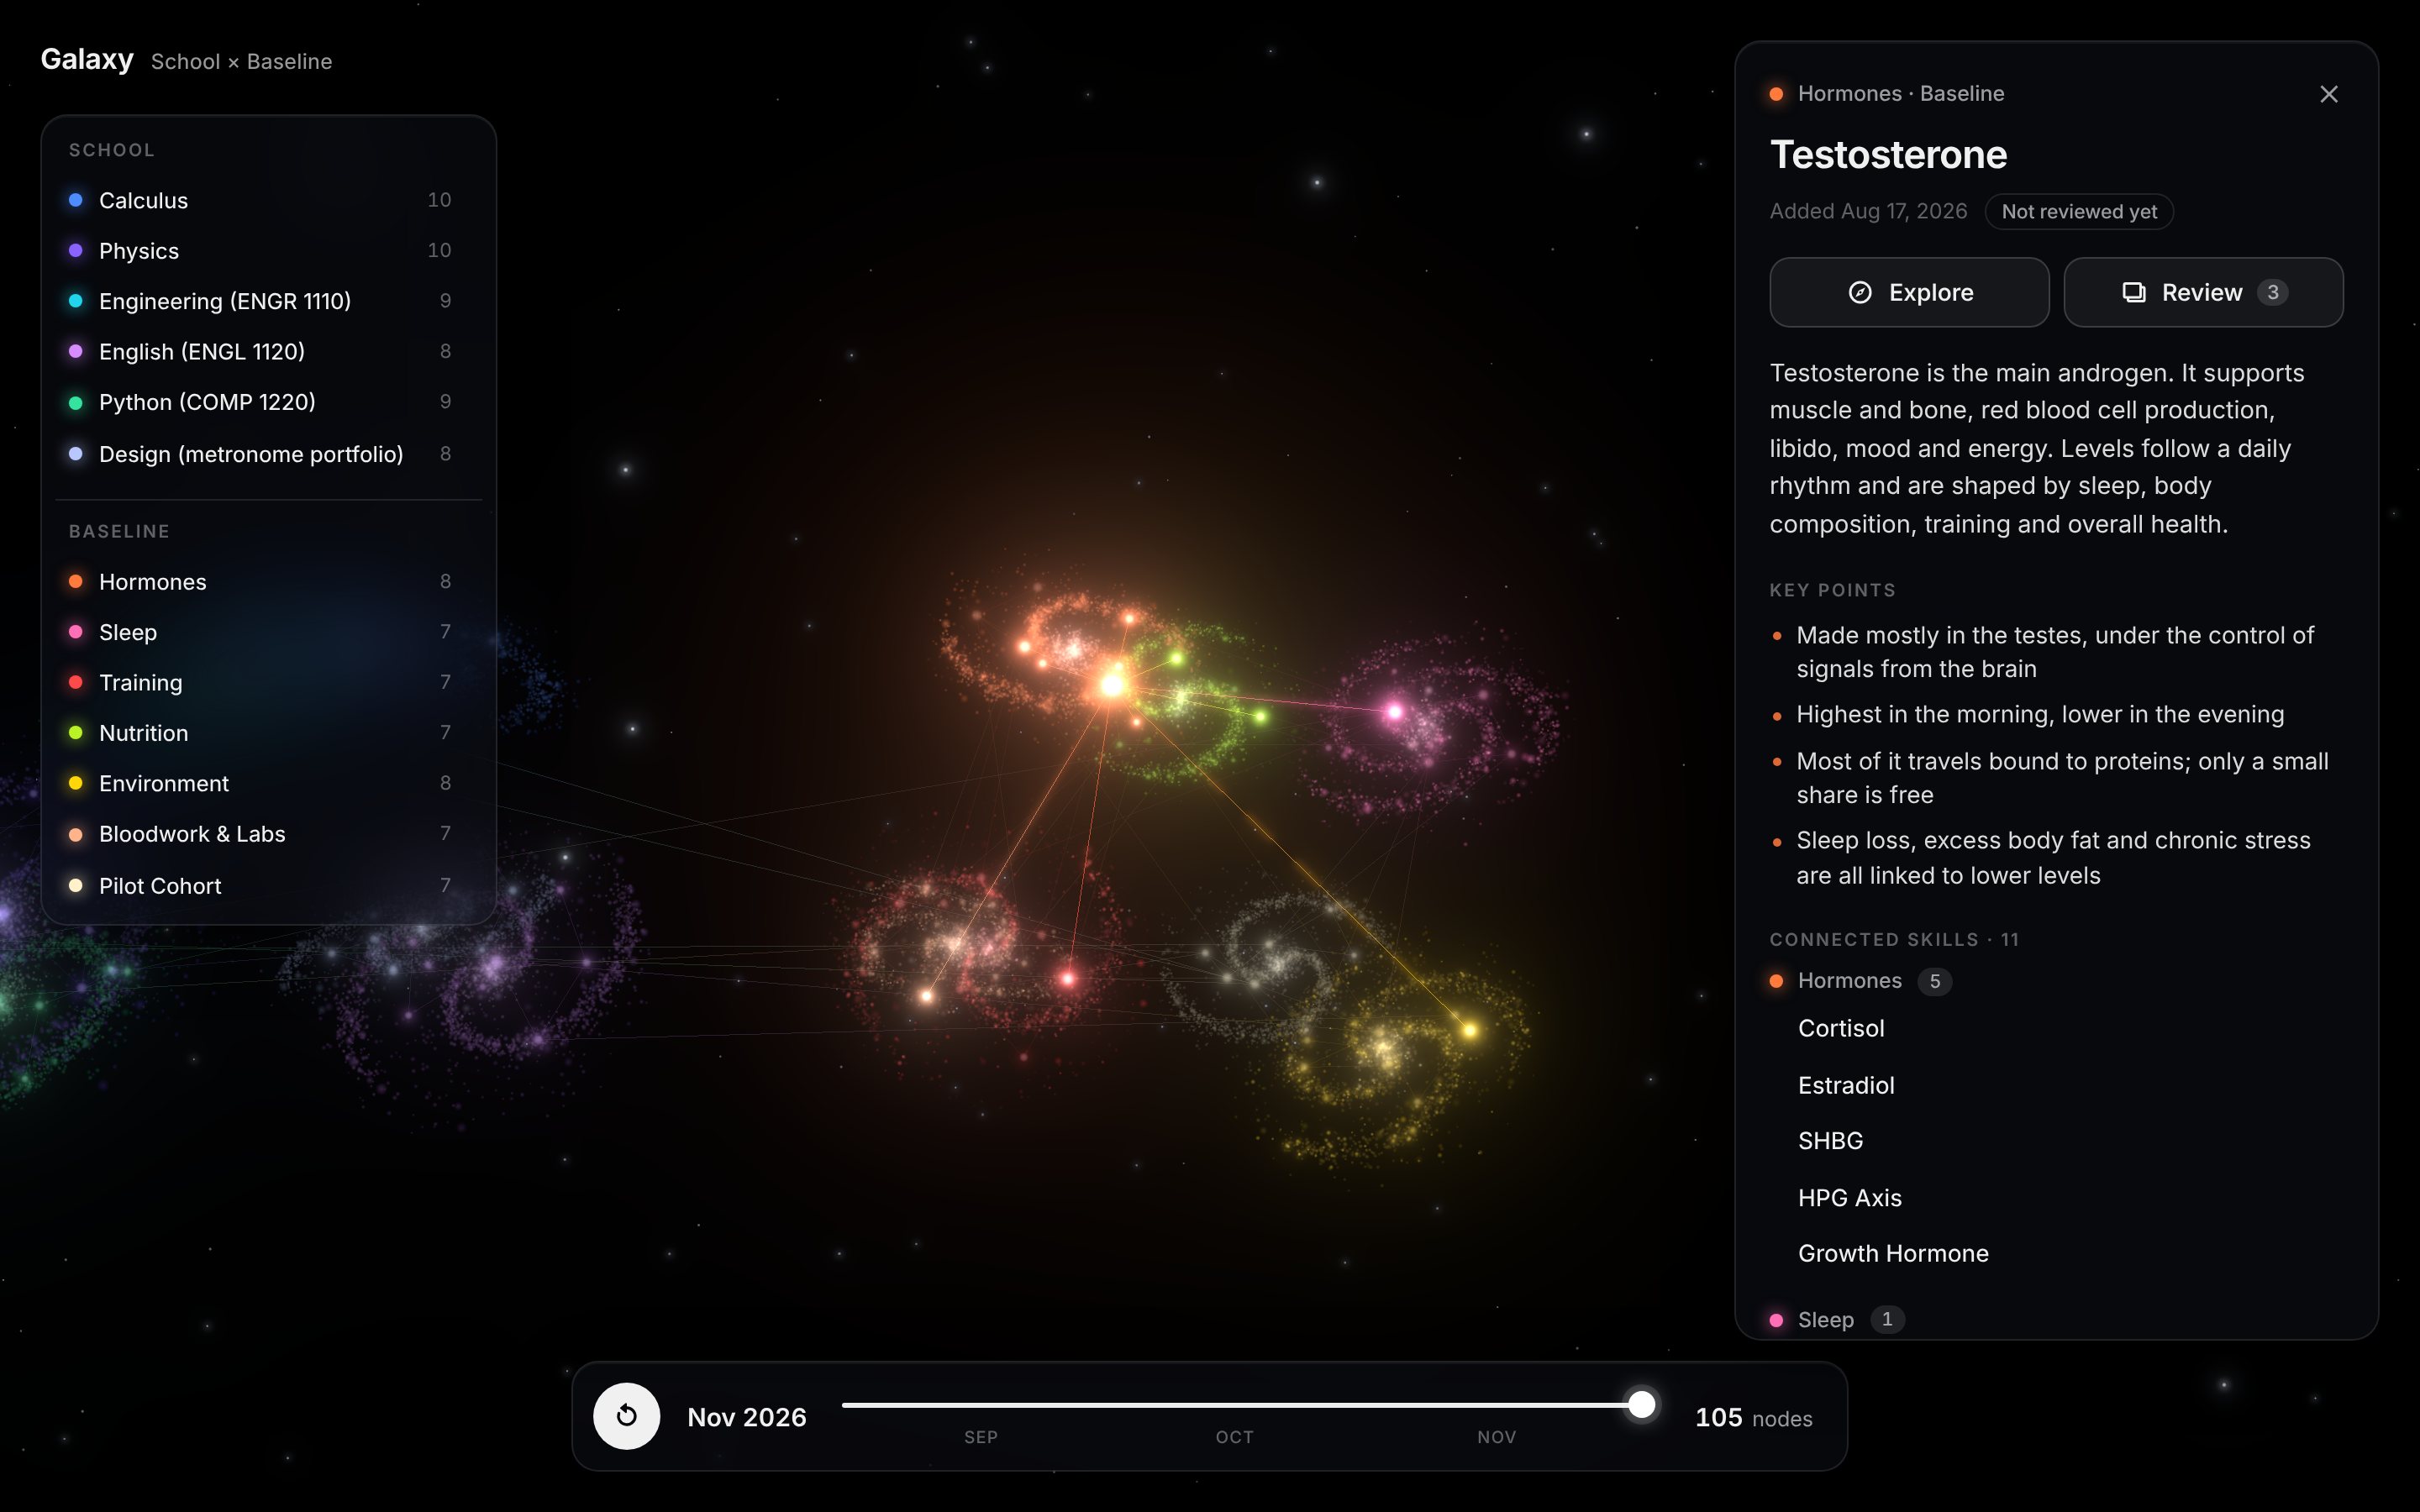 Galaxy School × Baseline
SCHOOL
Calculus 10
Physics 10
Engineering (ENGR 1110) 9
English (ENGL 1120) 8
Python (COMP 1220) 9
Design (metronome portfolio) 8
BASELINE
Hormones 8
Sleep 7
Training 7
Nutrition 7
Environment 8
Bloodwork & Labs 7
Pilot Cohort 7
Hormones · Baseline
Testosterone
Added Aug 17, 2026 Not reviewed yet
Explore Review 3
Testosterone is the main androgen. It supports
muscle and bone, red blood cell production,
libido, mood and energy. Levels follow a daily
rhythm and are shaped by sleep, body
composition, training and overall health.
KEY POINTS
Made mostly in the testes, under the control of
signals from the brain
Highest in the morning, lower in the evening
Most of it travels bound to proteins; only a small
share is free
Sleep loss, excess body fat and chronic stress
are all linked to lower levels
CONNECTED SKILLS · 11
Hormones 5
Cortisol
Estradiol
SHBG
HPG Axis
Growth Hormone
Sleep 1
Nov 2026
SEP OCT NOV
105 nodes